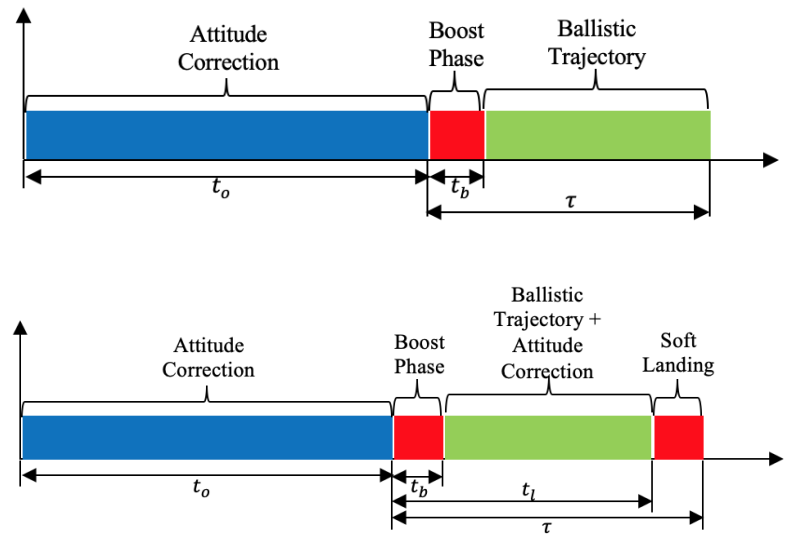 Attitude
Correction
Boost
Phase
Ballistic
Trajectory
t_o
t_b
τ
Attitude
Correction
Boost
Phase
Ballistic
Trajectory +
Attitude
Correction
Soft
Landing
t_o
t_b
t_l
τ